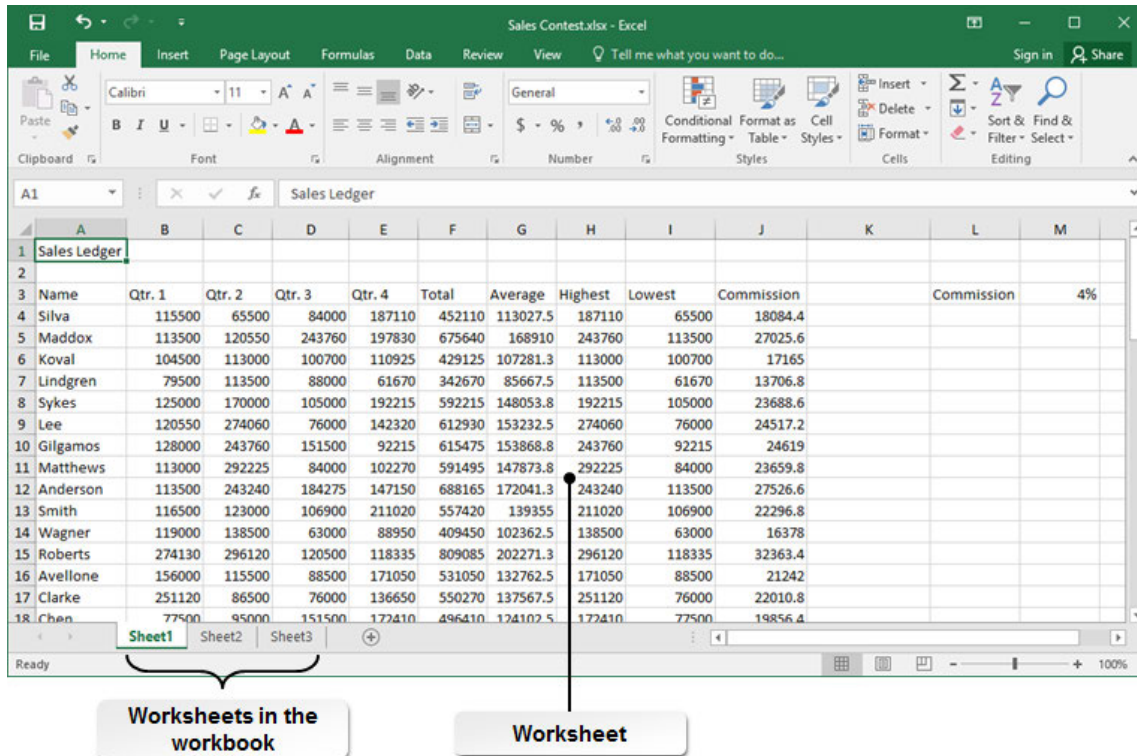 Sales Contest.xlsx - Excel
File Home Insert Page Layout Formulas Data Review View Tell me what you want to do... Sign in Share
Paste Calibri 11 A A General Conditional Formatting Format as Table Cell Styles Insert Delete Format Sort & Filter Find & Select
B I U A $ % ,
Clipboard Font Alignment Number Styles Cells Editing
A1 fx Sales Ledger
A B C D E F G H I J K L M
1 Sales Ledger
2
3 Name Qtr. 1 Qtr. 2 Qtr. 3 Qtr. 4 Total Average Highest Lowest Commission Commission 4%
4 Silva 115500 65500 84000 187110 452110 113027.5 187110 65500 18084.4
5 Maddox 113500 120550 243760 197830 675640 168910 243760 113500 27025.6
6 Koval 104500 113000 100700 110925 429125 107281.3 113000 100700 17165
7 Lindgren 79500 113500 88000 61670 342670 85667.5 113500 61670 13706.8
8 Sykes 125000 170000 105000 192215 592215 148053.8 192215 105000 23688.6
9 Lee 120550 274060 76000 142320 612930 153232.5 274060 76000 24517.2
10 Gilgamos 128000 243760 151500 92215 615475 153868.8 243760 92215 24619
11 Matthews 113000 292225 84000 102270 591495 147873.8 292225 84000 23659.8
12 Anderson 113500 243240 184275 147150 688165 172041.3 243240 113500 27526.6
13 Smith 116500 123000 106900 211020 557420 139355 211020 106900 22296.8
14 Wagner 119000 138500 63000 88950 409450 102362.5 138500 63000 16378
15 Roberts 274130 296120 120500 118335 809085 202271.3 296120 118335 32363.4
16 Avellone 156000 115500 88500 171050 531050 132762.5 171050 88500 21242
17 Clarke 251120 86500 76000 136650 550270 137567.5 251120 76000 22010.8
18 Chen 77500 95000 151500 172410 496410 124102.5 172410 77500 19856.4
Sheet1 Sheet2 Sheet3
Ready 100%
Worksheets in the
workbook
Worksheet